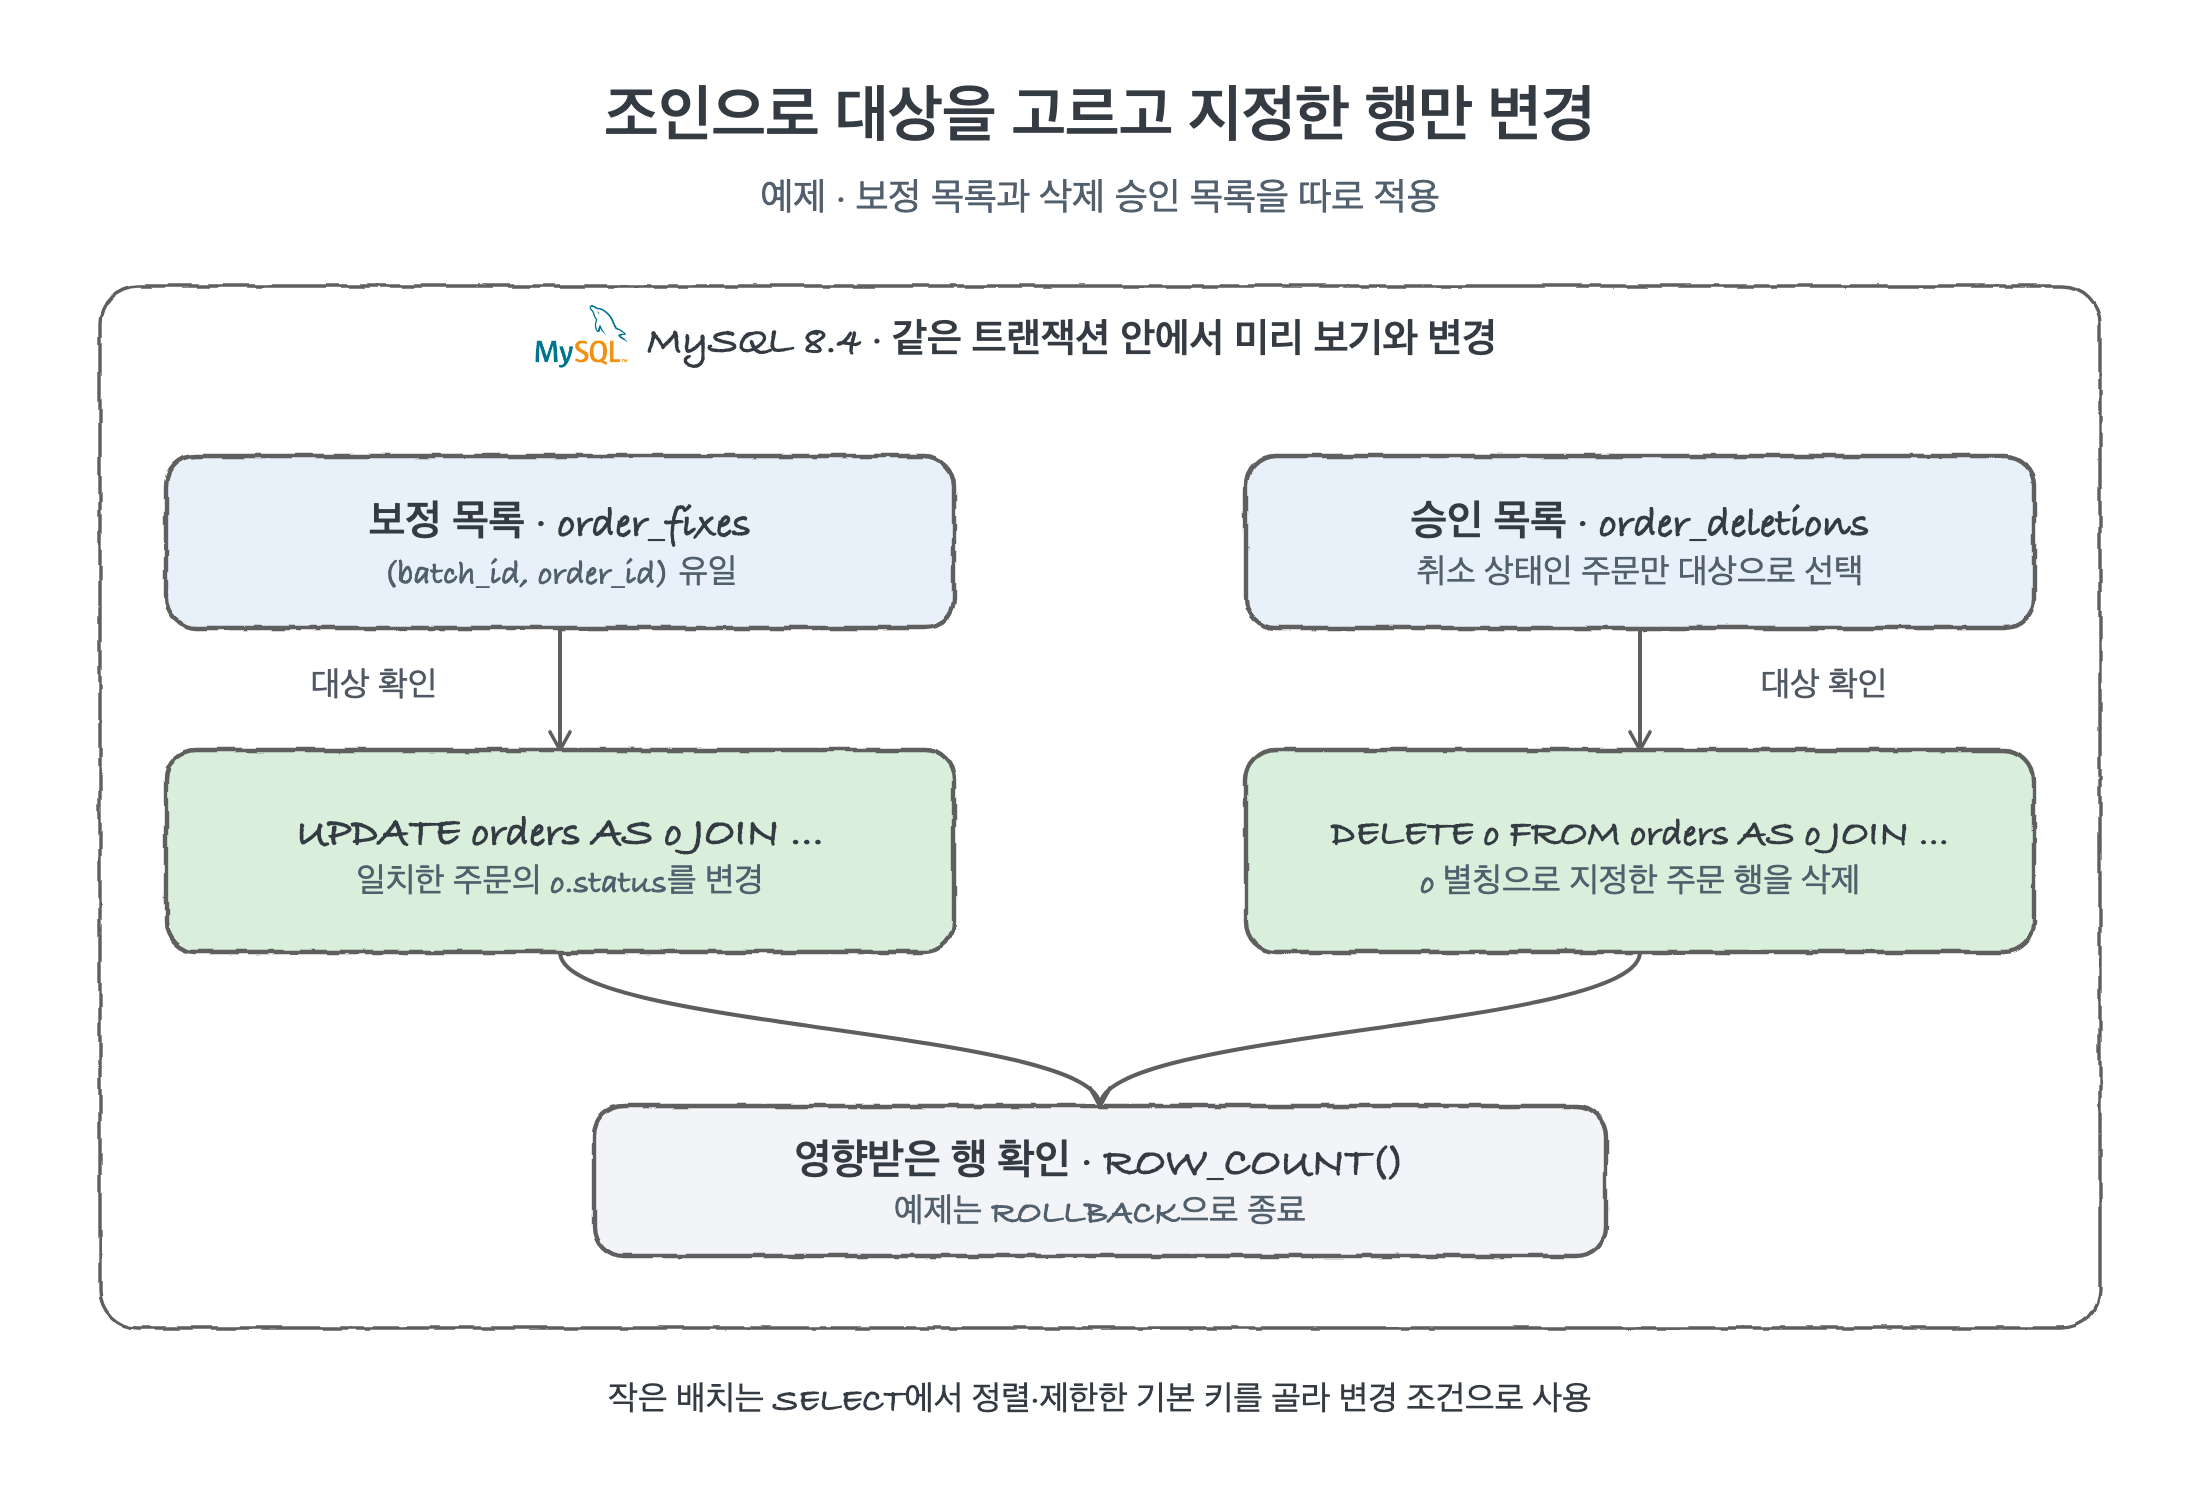 조인으로 대상을 고르고 지정한 행만 변경
예제 · 보정 목록과 삭제 승인 목록을 따로 적용
MySQL™ MySQL 8.4 · 같은 트랜잭션 안에서 미리 보기와 변경
보정 목록 · order_fixes
(batch_id, order_id) 유일
승인 목록 · order_deletions
취소 상태인 주문만 대상으로 선택
대상 확인
대상 확인
UPDATE orders AS o JOIN ...
일치한 주문의 o.status를 변경
DELETE o FROM orders AS o JOIN ...
o 별칭으로 지정한 주문 행을 삭제
영향받은 행 확인 · ROW_COUNT()
예제는 ROLLBACK으로 종료
작은 배치는 SELECT에서 정렬·제한한 기본 키를 골라 변경 조건으로 사용